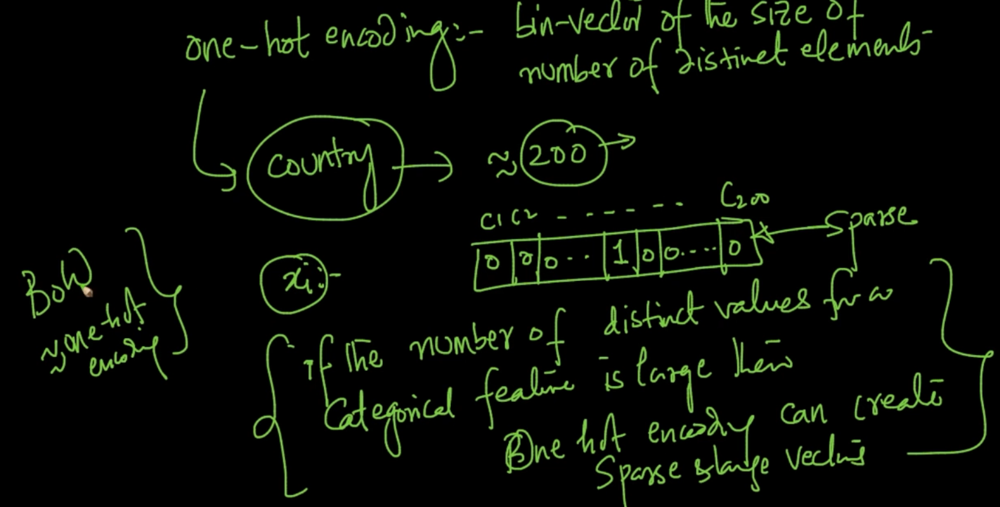 one-hot encoding:- bin-vector of the size of
number of distinct elements
country → ≈ 200 →
C1 C2 - - - - - - C200
Sparse
xi:-
0 0 0 .. 1 0 0 .... 0
BoW
≈ one hot
encoding
if the number of distinct values for a
Categorical feature is large then
One hot encoding can create
Sparse & large vectors